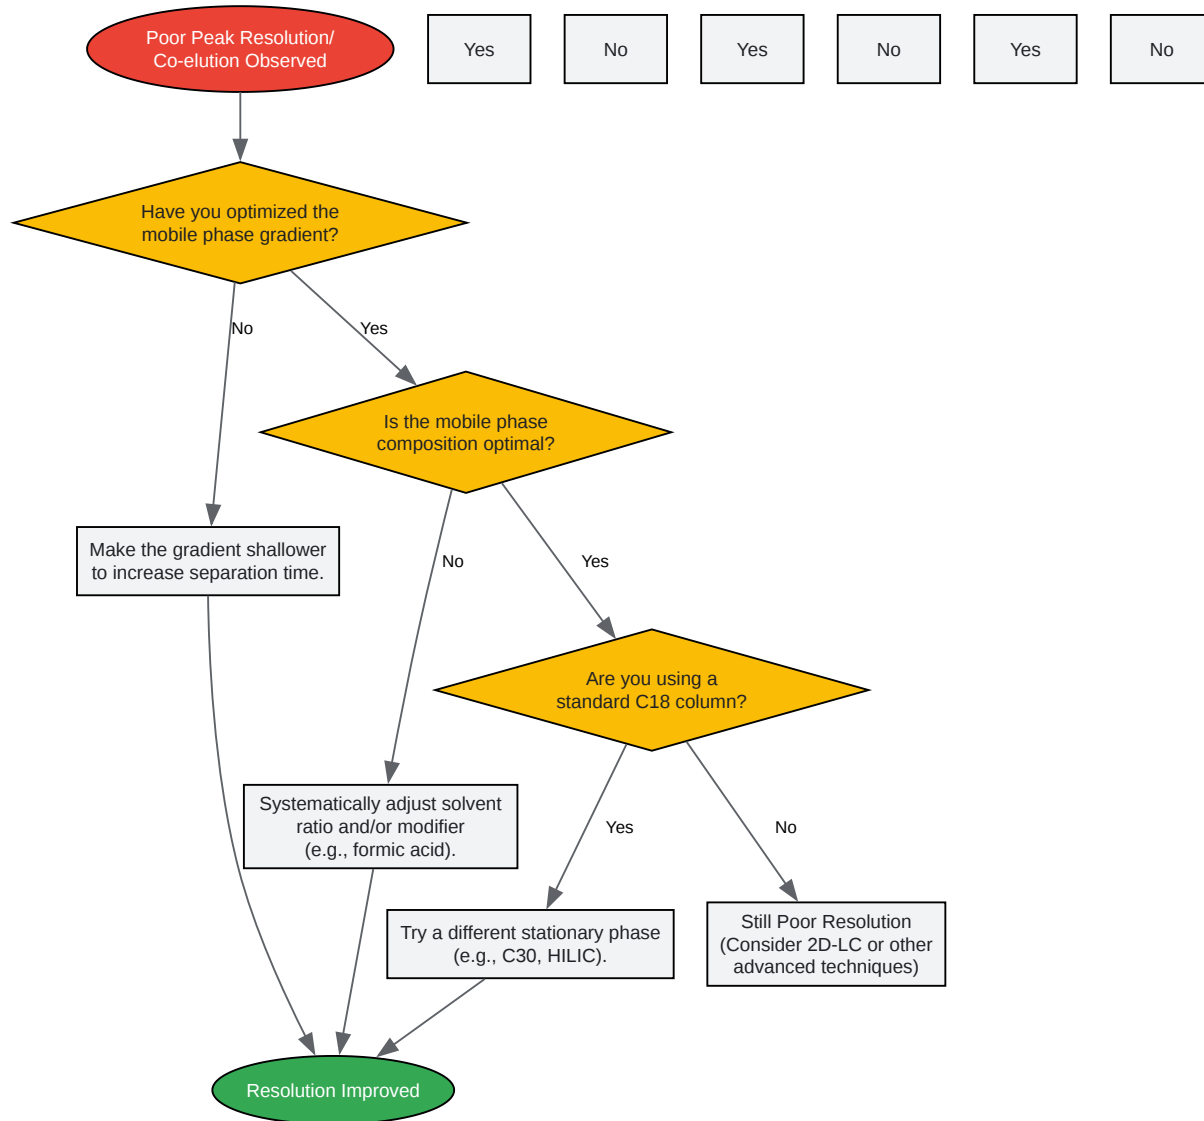 Poor Peak Resolution/
Co-elution Observed
Yes
No
Yes
No
Yes
No
Have you optimized the
mobile phase gradient?
No
Yes
Is the mobile phase
composition optimal?
Make the gradient shallower
to increase separation time.
No
Yes
Are you using a
standard C18 column?
Systematically adjust solvent
ratio and/or modifier
(e.g., formic acid).
Yes
No
Try a different stationary phase
(e.g., C30, HILIC).
Still Poor Resolution
(Consider 2D-LC or other
advanced techniques)
Resolution Improved